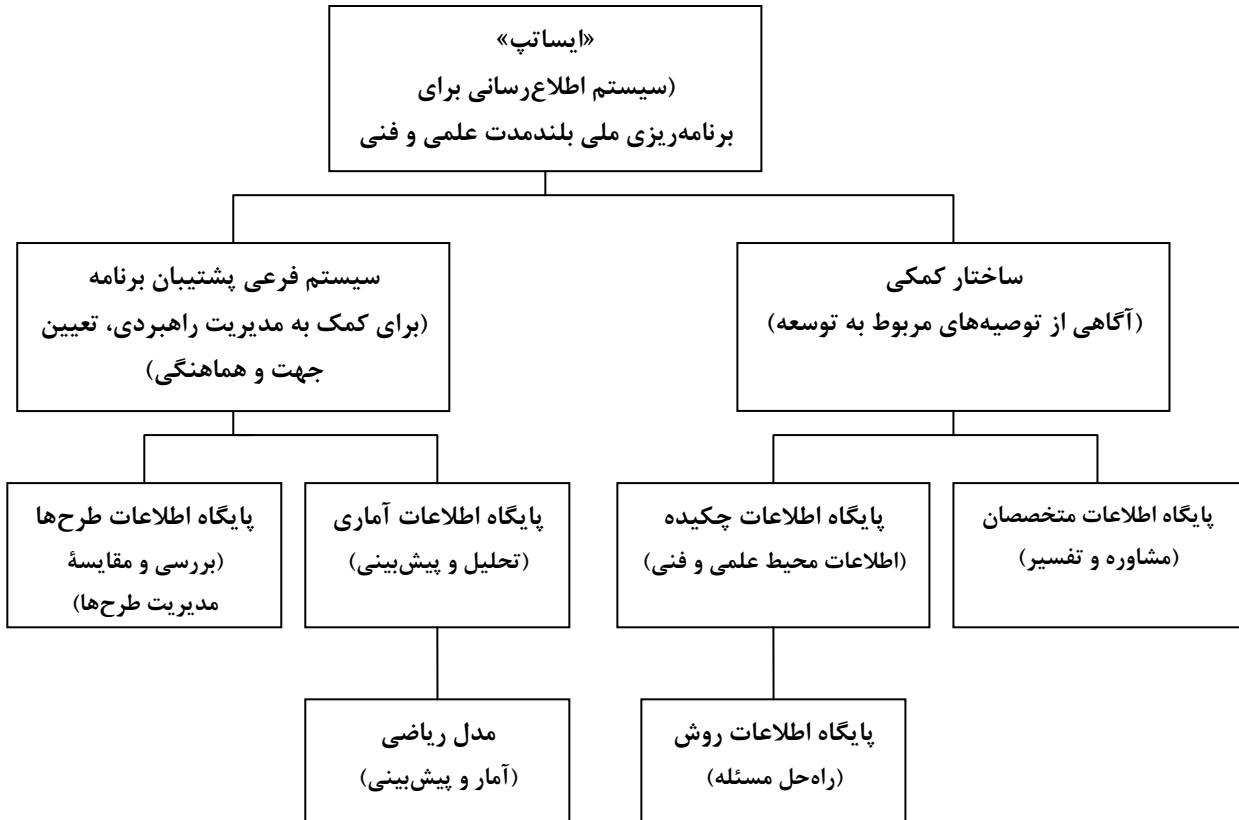 «ایساتپ»
(سیستم اطلاع‌رسانی برای
برنامه‌ریزی ملی بلندمدت علمی و فنی
ساختار کمکی
(آگاهی از توصیه‌های مربوط به توسعه)
سیستم فرعی پشتیبان برنامه
(برای کمک به مدیریت راهبردی، تعیین
جهت و هماهنگی)
پایگاه اطلاعات متخصصان
(مشاوره و تفسیر)
پایگاه اطلاعات چکیده
(اطلاعات محیط علمی و فنی)
پایگاه اطلاعات آماری
(تحلیل و پیش‌بینی)
پایگاه اطلاعات طرح‌ها
(بررسی و مقایسهٔ
مدیریت طرح‌ها)
پایگاه اطلاعات روش
(راه‌حل مسئله)
مدل ریاضی
(آمار و پیش‌بینی)